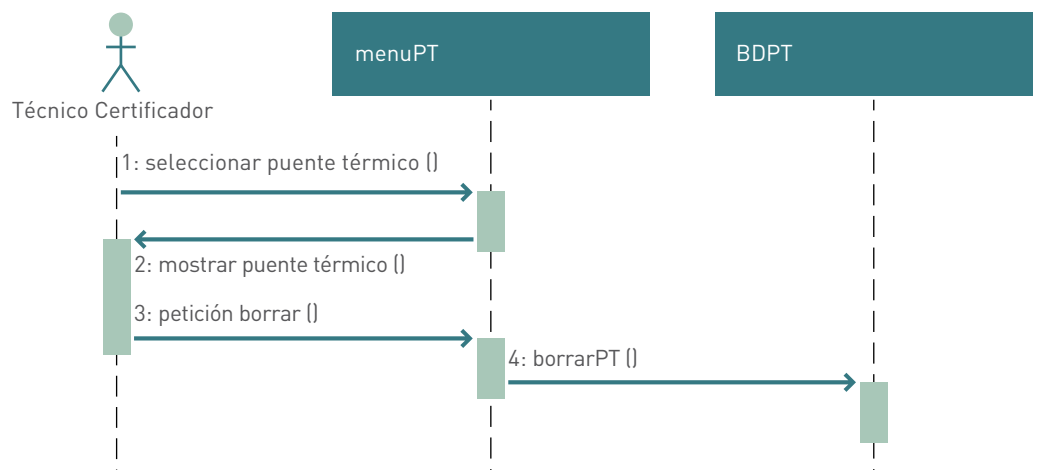 menuPT
BDPT
Técnico Certificador
1: seleccionar puente térmico ()
2: mostrar puente térmico ()
3: petición borrar ()
4: borrarPT ()